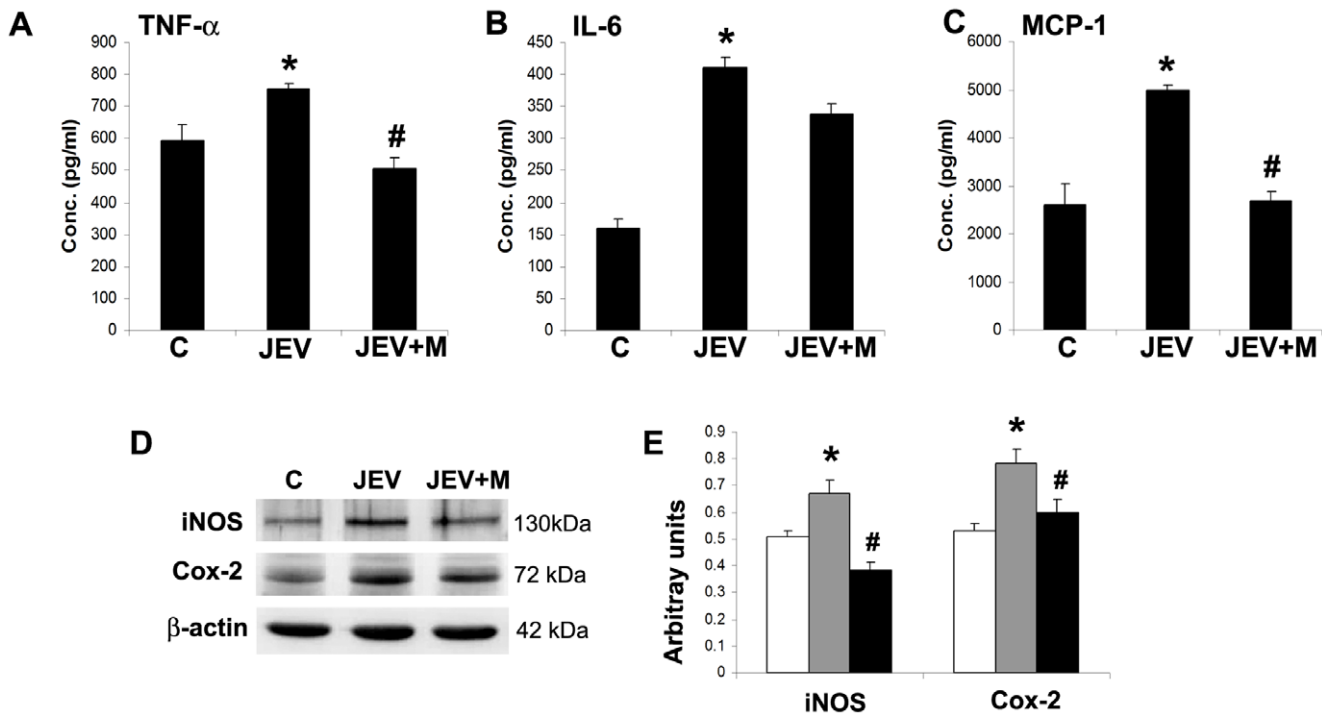 A TNF-α
900
800
700
600
500
400
300
200
100
0
Conc. (pg/ml)
*
#
C JEV JEV+M
B IL-6
450
400
350
300
250
200
150
100
50
0
Conc. (pg/ml)
*
C JEV JEV+M
C MCP-1
6000
5000
4000
3000
2000
1000
0
Conc. (pg/ml)
*
#
C JEV JEV+M
D
C JEV JEV+M
iNOS 130kDa
Cox-2 72 kDa
β-actin 42 kDa
E
0.9
0.8
0.7
0.6
0.5
0.4
0.3
0.2
0.1
0
Arbitray units
*
#
*
#
iNOS Cox-2